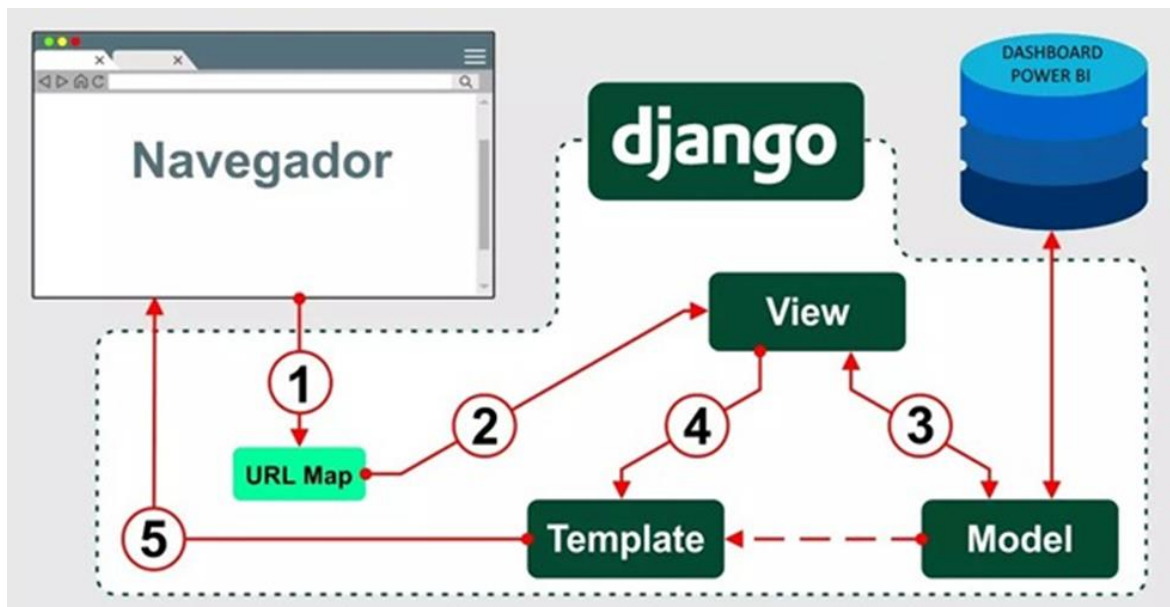 Navegador
django
DASHBOARD
POWER BI
View
1
2
4
3
URL Map
5
Template
Model